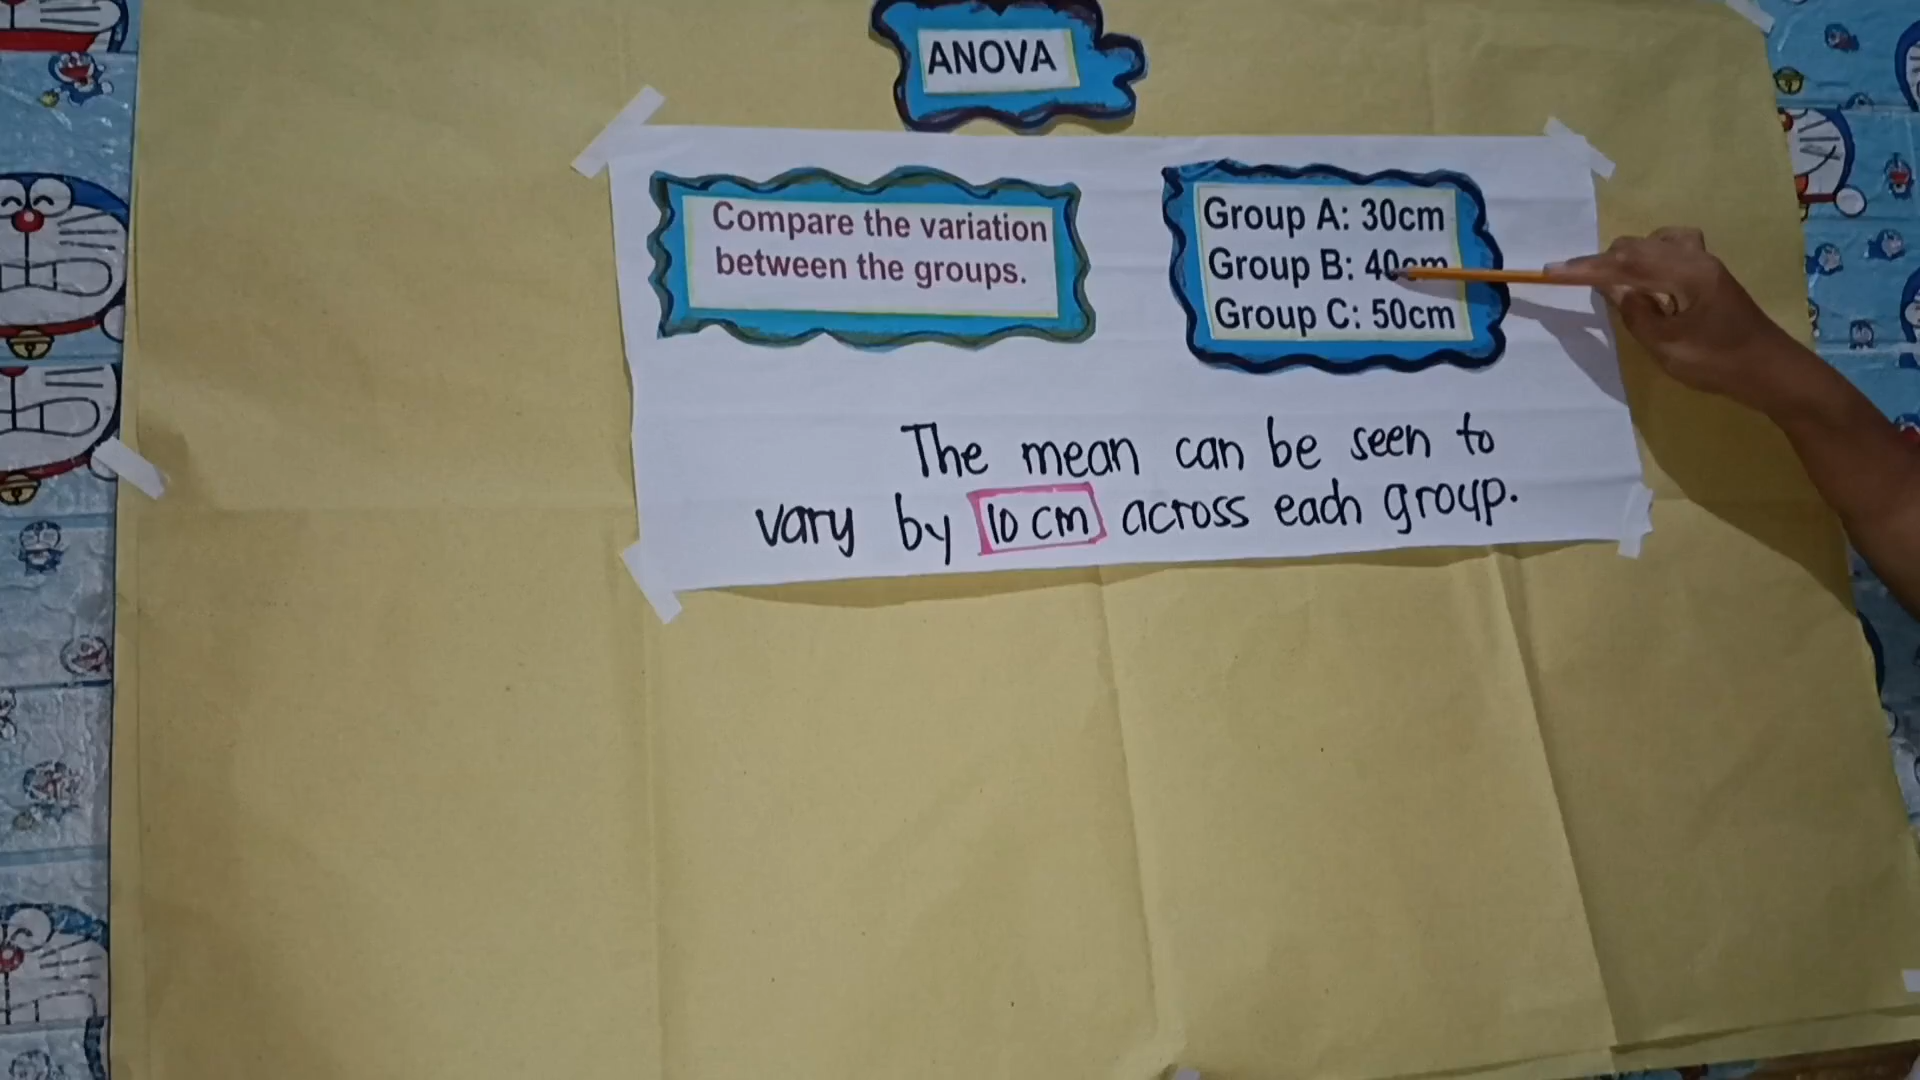 ANOVA
Compare the variation
between the groups.
Group A: 30cm
Group B: 40cm
Group C: 50cm
The mean can be seen to
vary by 10 cm across each group.